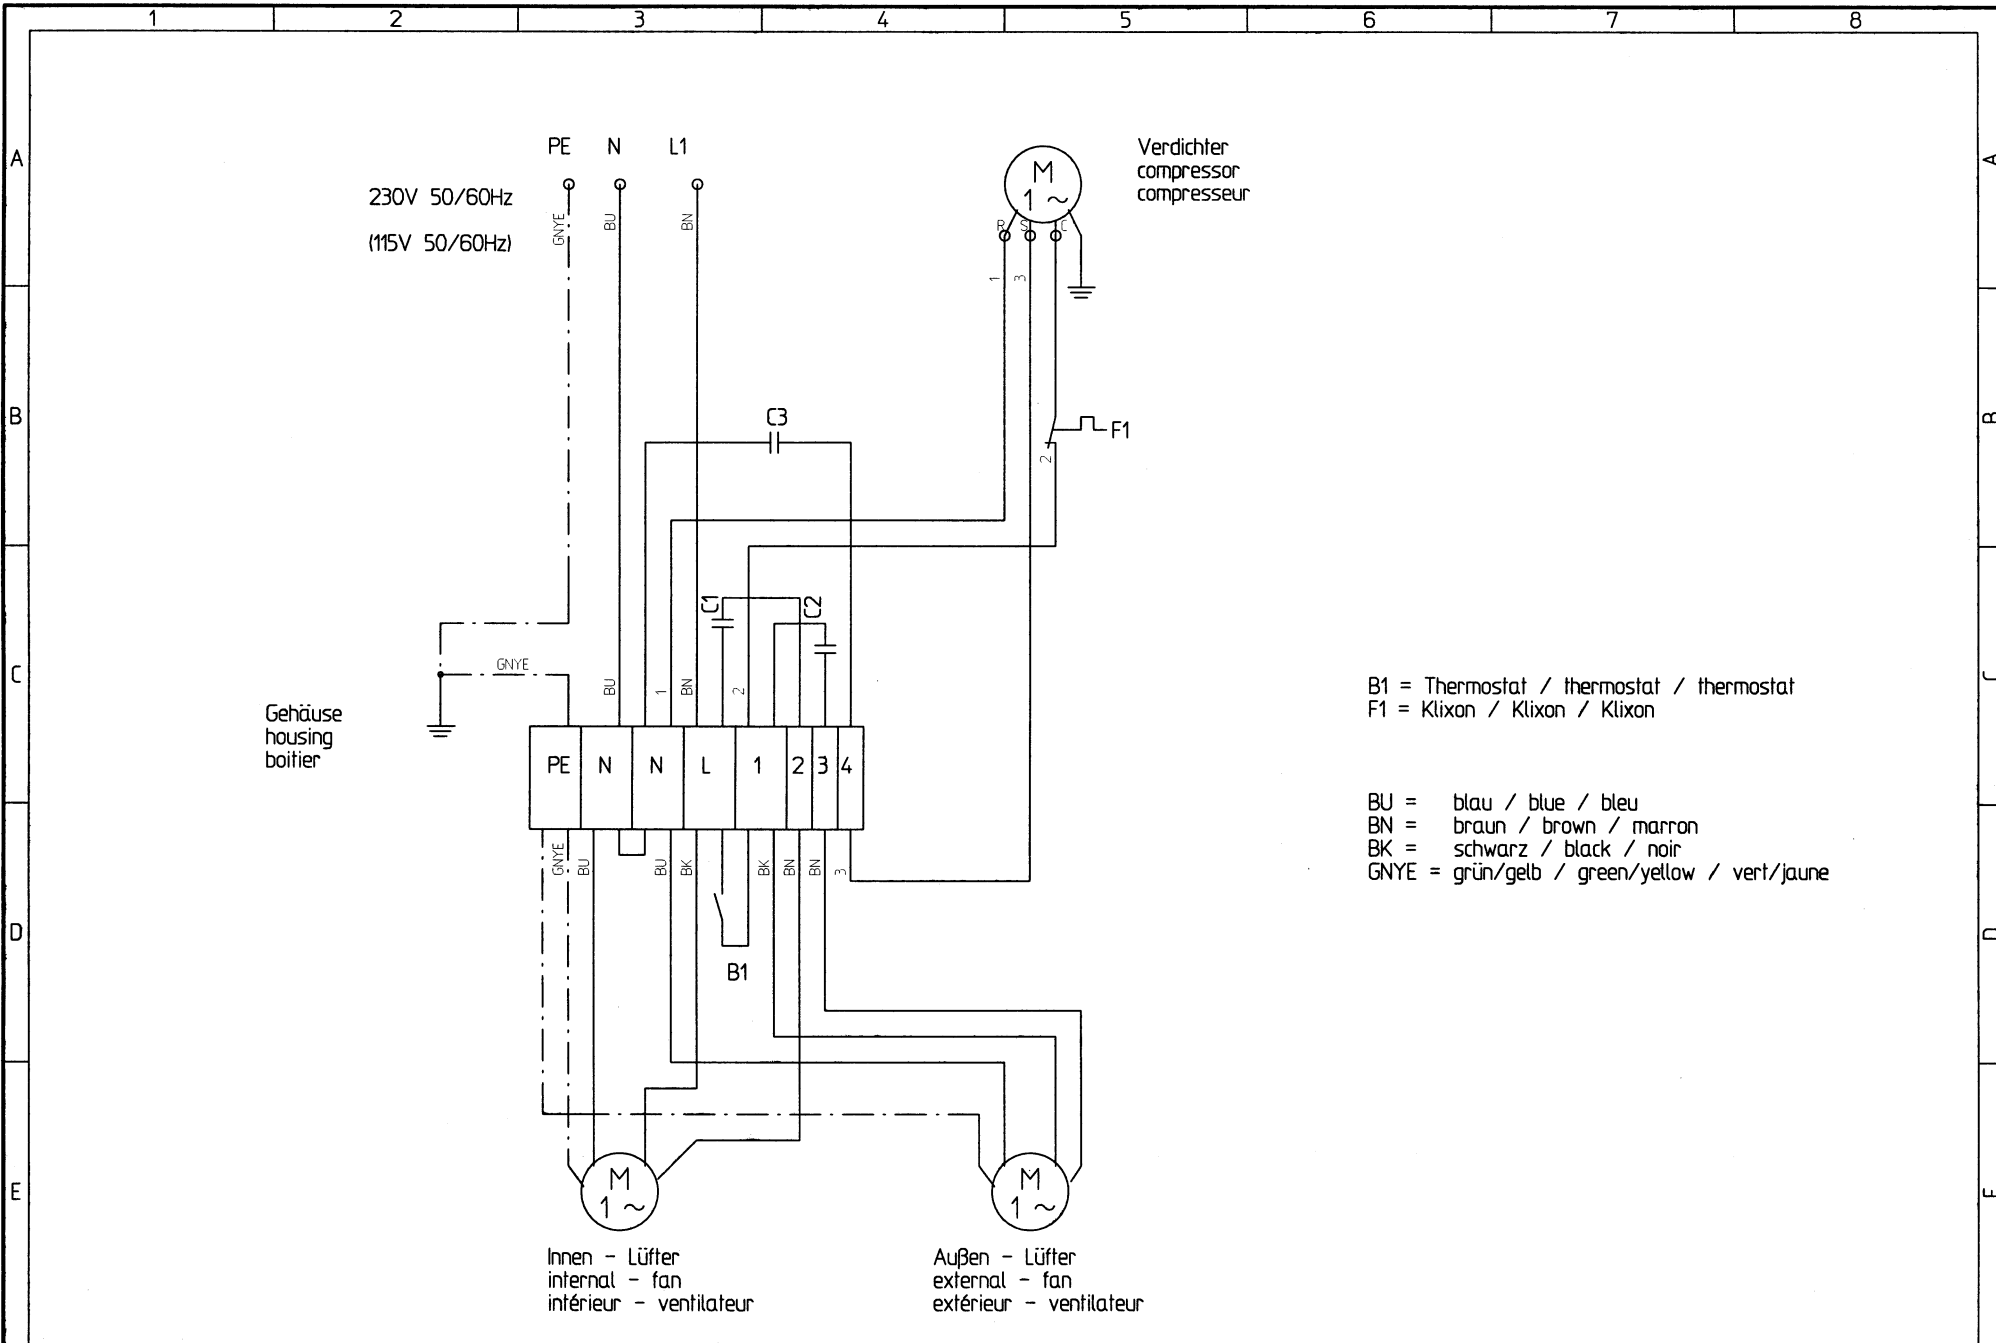 1 2 3 4 5 6 7 8
A
PE N L1
230V 50/60Hz
(115V 50/60Hz)
GNYE BU BN
M
1 ~
R S C
1 3
Verdichter
compressor
compresseur
A
B
C3
F1
2
B
C
C1 C2
GNYE
BU 1 BN 2
Gehäuse
housing
boitier
PE N N L 1 2 3 4
B1 = Thermostat / thermostat / thermostat
F1 = Klixon / Klixon / Klixon
C
BU = blau / blue / bleu
BN = braun / brown / marron
BK = schwarz / black / noir
GNYE = grün/gelb / green/yellow / vert/jaune
GNYE BU BU BK BK BN BN 3
D
B1
D
E
M
1 ~
M
1 ~
E
Innen - Lüfter
internal - fan
intérieur - ventilateur
Außen - Lüfter
external - fan
extérieur - ventilateur